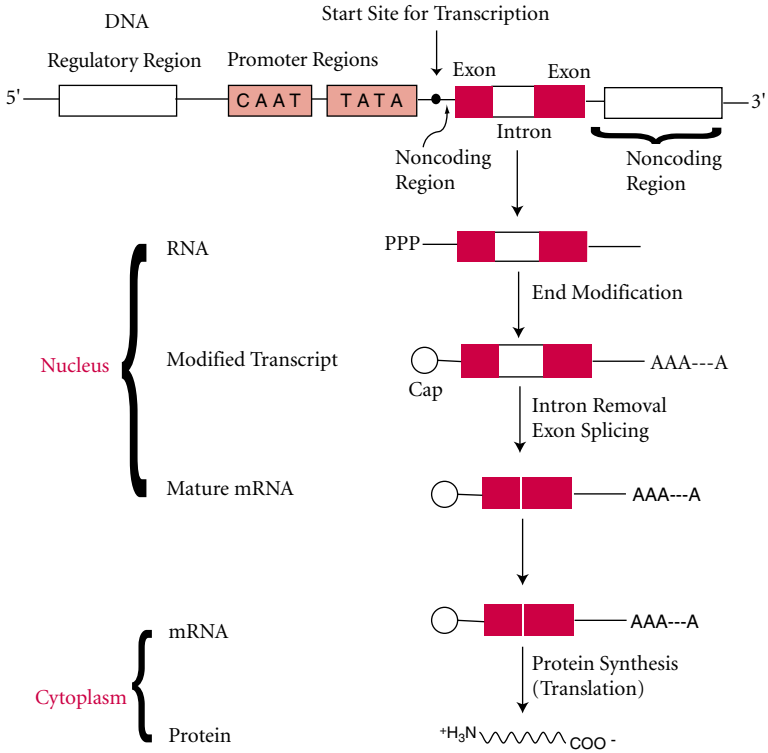 Start Site for Transcription
DNA
Regulatory Region
Promoter Regions
Exon
Exon
5'
CAAT
TATA
3'
Intron
Noncoding
Region
Noncoding
Region
RNA
PPP
End Modification
Nucleus
Modified Transcript
AAA---A
Cap
Intron Removal
Exon Splicing
Mature mRNA
AAA---A
mRNA
AAA---A
Protein Synthesis
(Translation)
Cytoplasm
Protein
⁺H₃N
COO⁻